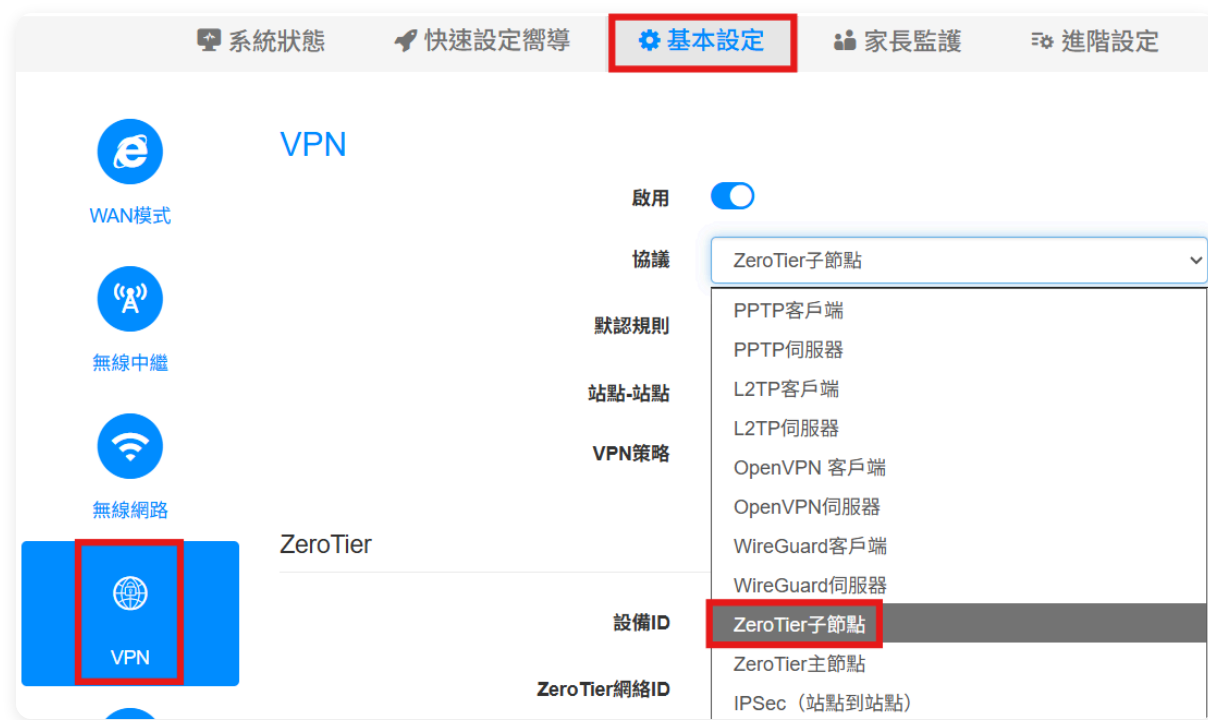 系統狀態 快速設定嚮導 基本設定 家長監護 進階設定
WAN模式
無線中繼
無線網路
VPN
VPN
啟用
協議 ZeroTier子節點
默認規則
站點-站點
VPN策略
PPTP客戶端
PPTP伺服器
L2TP客戶端
L2TP伺服器
OpenVPN 客戶端
OpenVPN伺服器
WireGuard客戶端
WireGuard伺服器
ZeroTier子節點
ZeroTier主節點
IPSec（站點到站點）
ZeroTier
設備ID
ZeroTier網絡ID